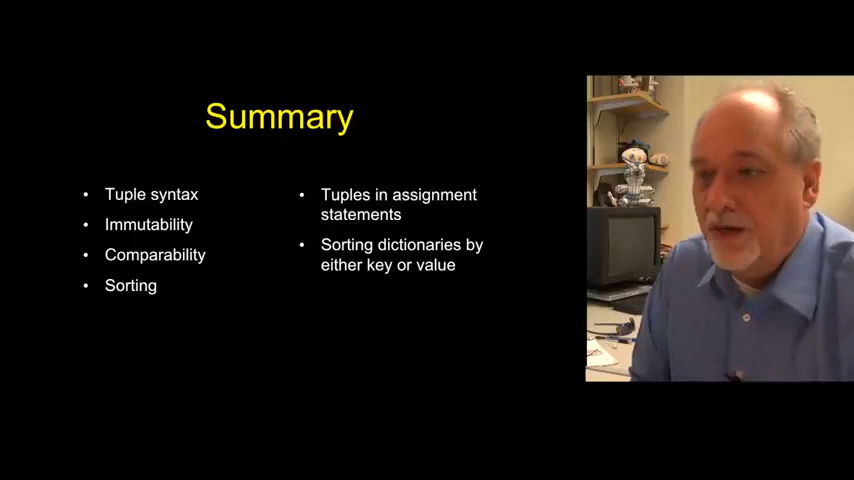 Summary
• Tuple syntax
• Immutability
• Comparability
• Sorting
• Tuples in assignment
statements
• Sorting dictionaries by
either key or value